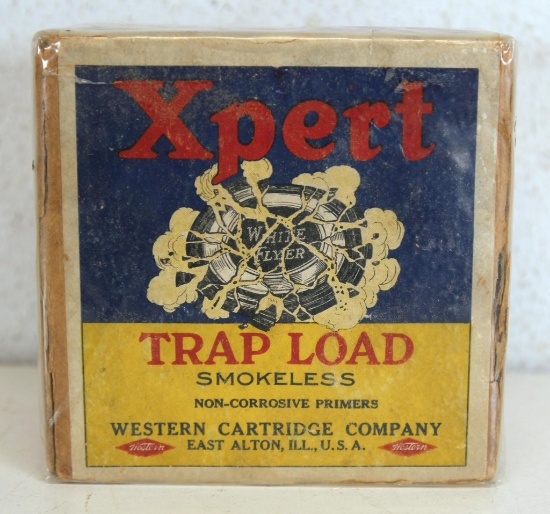 Xpert
WHITE
FLYER
TRAP LOAD
SMOKELESS
NON-CORROSIVE PRIMERS
WESTERN CARTRIDGE COMPANY
Western EAST ALTON, ILL., U.S.A. Western